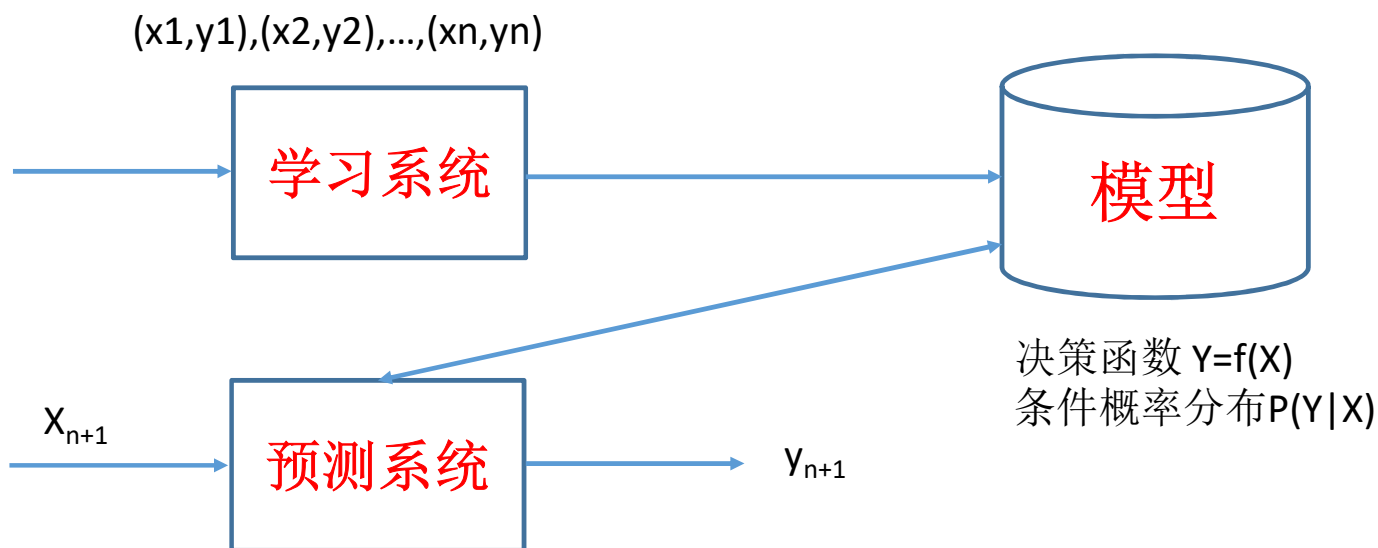 (x1,y1),(x2,y2),...,(xn,yn)
学习系统
模型
决策函数 Y=f(X)
条件概率分布P(Y|X)
Xn+1
预测系统
yn+1